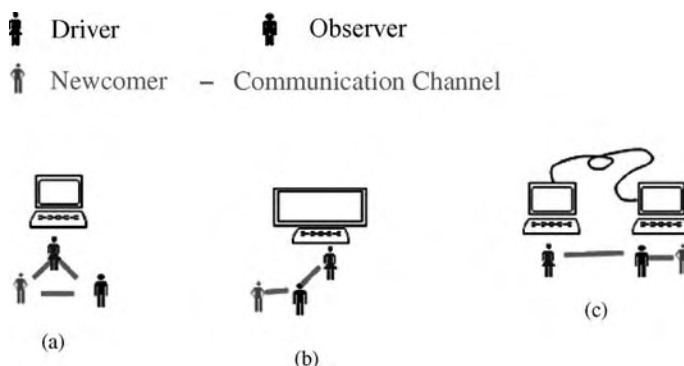 Driver Observer
Newcomer – Communication Channel
(a)
(b)
(c)